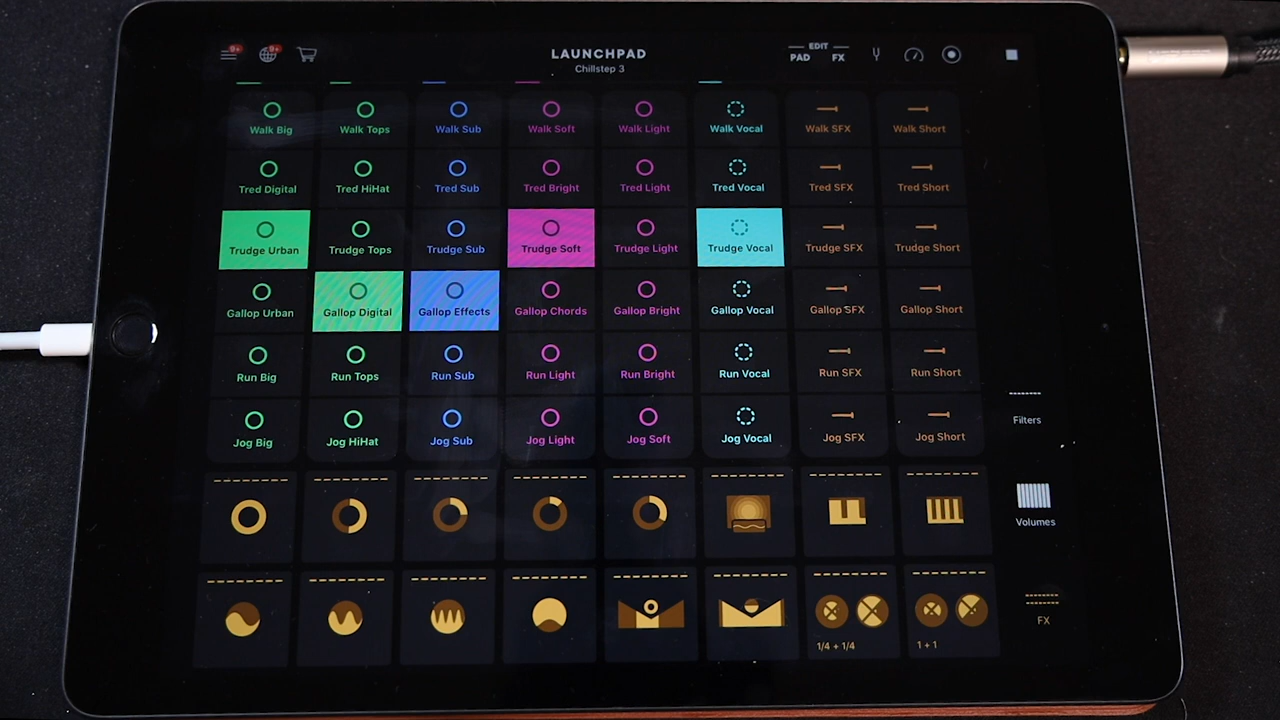 9+
9+
LAUNCHPAD
Chillstep 3
EDIT
PAD FX
Walk Big Walk Tops Walk Sub Walk Soft Walk Light Walk Vocal Walk SFX Walk Short
Tred Digital Tred HiHat Tred Sub Tred Bright Tred Light Tred Vocal Tred SFX Tred Short
Trudge Urban Trudge Tops Trudge Sub Trudge Soft Trudge Light Trudge Vocal Trudge SFX Trudge Short
Gallop Urban Gallop Digital Gallop Effects Gallop Chords Gallop Bright Gallop Vocal Gallop SFX Gallop Short
Run Big Run Tops Run Sub Run Light Run Bright Run Vocal Run SFX Run Short
Jog Big Jog HiHat Jog Sub Jog Light Jog Soft Jog Vocal Jog SFX Jog Short
Filters
Volumes
FX
1/4 + 1/4
1 + 1